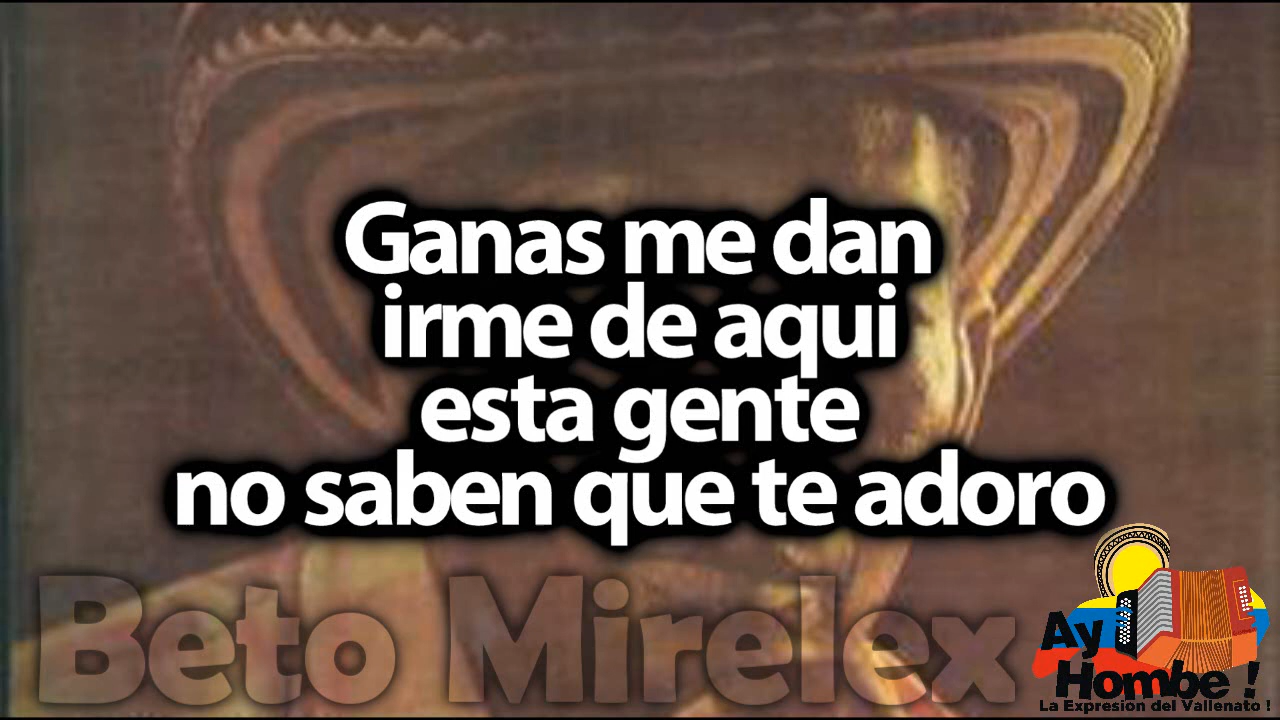 Ganas me dan
irme de aqui
esta gente
no saben que te adoro
Beto Mirelex
Ay
Hombe !
La Expresion del Vallenato !